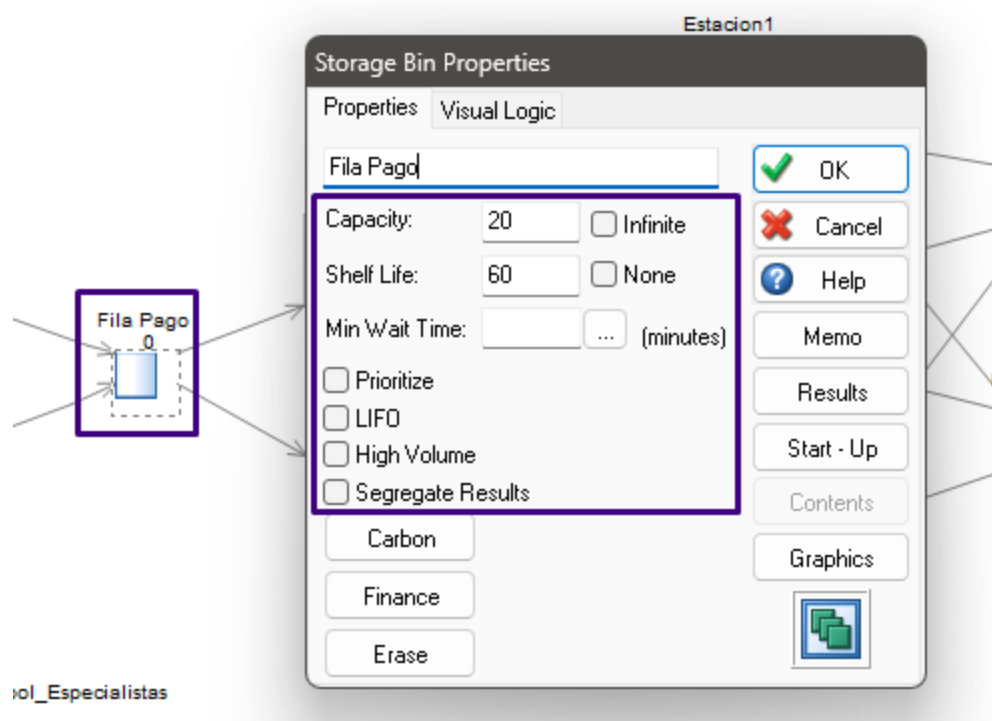 Estacion1
Storage Bin Properties
Properties Visual Logic
Fila Pago
OK
Capacity: 20 Infinite
Cancel
Shelf Life: 60 None
Help
Min Wait Time: ... (minutes)
Memo
Prioritize
Results
LIFO
High Volume
Start - Up
Segregate Results
Contents
Carbon
Graphics
Finance
Erase
Fila Pago
0
ol_Especialistas